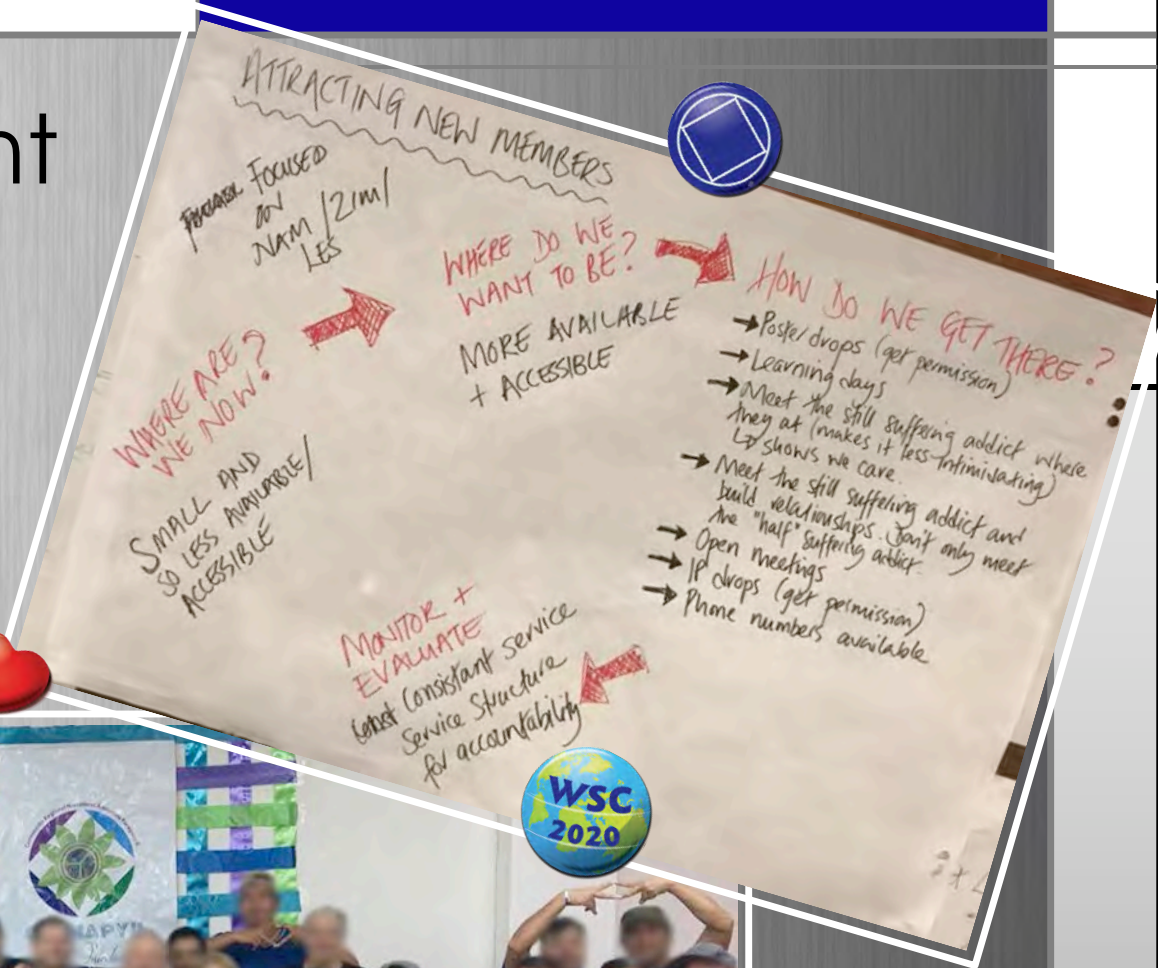 nt
ATTRACTING NEW MEMBERS
FOCUSED
ON
NAM /ZIM/
LES
WHERE ARE
WE NOW?
SMALL AND
SO LESS AVAILABLE/
ACCESSIBLE
WHERE DO WE
WANT TO BE?
MORE AVAILABLE
+ ACCESSIBLE
HOW DO WE GET THERE?
→Poster drops (get permission)
→Learning days
→Meet the still suffering addict where
they at (makes it less intimidating)
↳ shows we care.
→ Meet the still suffering addict and
build relationships. Don't only meet
the "half" suffering addict.
→ Open meetings
→ IP drops (get permission)
→ Phone numbers available
MONITOR +
EVALUATE
Consistant service
Service Structure
for accountability
WSC
2020